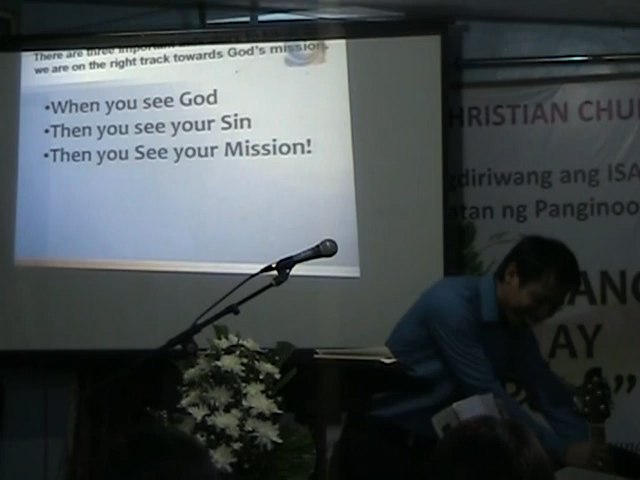 There are three important
we are on the right track towards God's mission.
•When you see God
•Then you see your Sin
•Then you See your Mission!
HRISTIAN CHU
gdiriwang ang ISA
tan ng Panginoo
ANG
AY